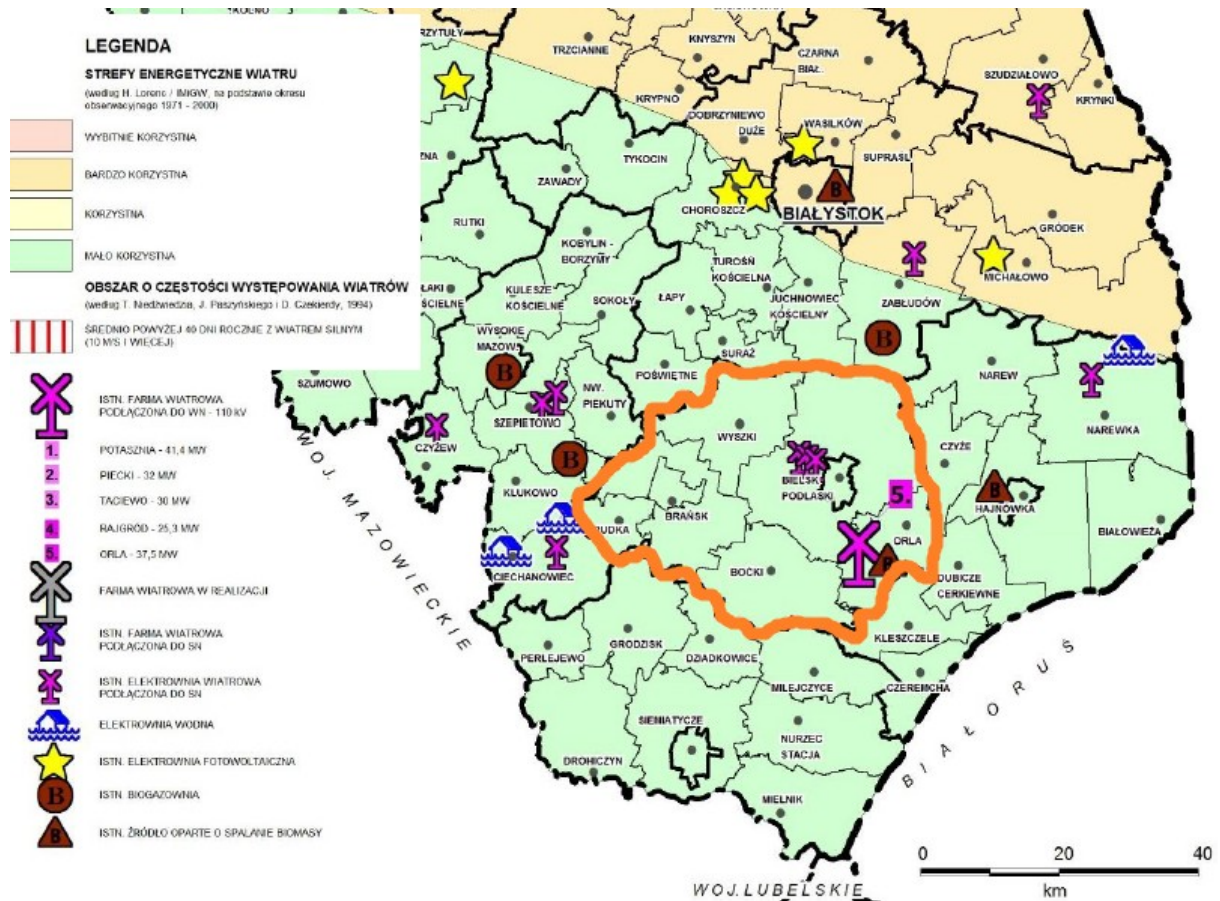 LEGENDA
STREFY ENERGETYCZNE WIATRU
(według H. Lorenc / IMiGW, na podstawie okresu
obserwacyjnego 1971 - 2000)
WYBITNIE KORZYSTNA
BARDZO KORZYSTNA
KORZYSTNA
MAŁO KORZYSTNA
OBSZAR O CZĘSTOŚCI WYSTĘPOWANIA WIATRÓW
(według T. Niedźwiedzia, J. Paszyńskiego i D. Czekierdy, 1994)
ŚREDNIO POWYŻEJ 40 DNI ROCZNIE Z WIATREM SILNYM
(10 M/S I WIĘCEJ)
ISTN. FARMA WIATROWA
PODŁĄCZONA DO WN - 110 kV
1. POTASZNIA - 41,4 MW
2. PIECKI - 32 MW
3. TACIEWO - 30 MW
4. RAJGRÓD - 25,3 MW
5. ORLA - 37,5 MW
FARMA WIATROWA W REALIZACJI
ISTN. FARMA WIATROWA
PODŁĄCZONA DO SN
ISTN. ELEKTROWNIA WIATROWA
PODŁĄCZONA DO SN
ELEKTROWNIA WODNA
ISTN. ELEKTROWNIA FOTOWOLTAICZNA
B ISTN. BIOGAZOWNIA
B ISTN. ŹRÓDŁO OPARTE O SPALANIE BIOMASY
TRZCIANNE
KNYSZYN
CZARNA
BIAŁ.
SZUDZIAŁOWO
KRYNKI
KRYPNO
DOBRZYNIEWO
DUŻE
WASILKÓW
SUPRAŚL
TYKOCIN
ZAWADY
CHOROSZCZ
BIAŁYSTOK
B
GRÓDEK
MICHAŁOWO
RUTKI
KOBYLIN -
BORZYMY
TUROŚŃ
KOŚCIELNA
KULESZE
KOŚCIELNE
SOKOŁY
ŁAPY
JUCHNOWIEC
KOŚCIELNY
ZABŁUDÓW
WYSOKIE
MAZOW.
B
SURAŻ
B
POŚWIĘTNE
NAREW
SZUMOWO
NW.
PIEKUTY
SZEPIETOWO
CZYŻEW
WYSZKI
CZYŻE
NAREWKA
B
KLUKOWO
BIELSK
PODLASKI
5.
B
HAJNÓWKA
BIAŁOWIEŻA
BRAŃSK
RUDKA
ORLA
B
CIECHANOWIEC
BOĆKI
DUBICZE
CERKIEWNE
KLESZCZELE
GRODZISK
PERLEJEWO
DZIADKOWICE
MILEJCZYCE
CZEREMCHA
SIEMIATYCZE
NURZEC
STACJA
DROHICZYN
MIELNIK
WOJ. MAZOWIECKIE
BIAŁORUŚ
WOJ. LUBELSKIE
0 20 40
km